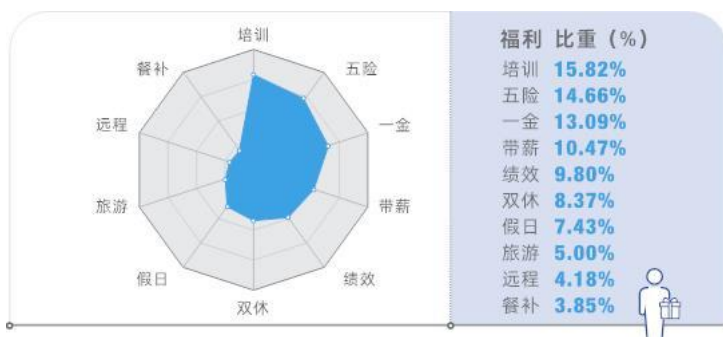 培训
餐补
五险
远程
一金
旅游
带薪
假日
绩效
双休
福利 比重（%）
培训 15.82%
五险 14.66%
一金 13.09%
带薪 10.47%
绩效 9.80%
双休 8.37%
假日 7.43%
旅游 5.00%
远程 4.18%
餐补 3.85%